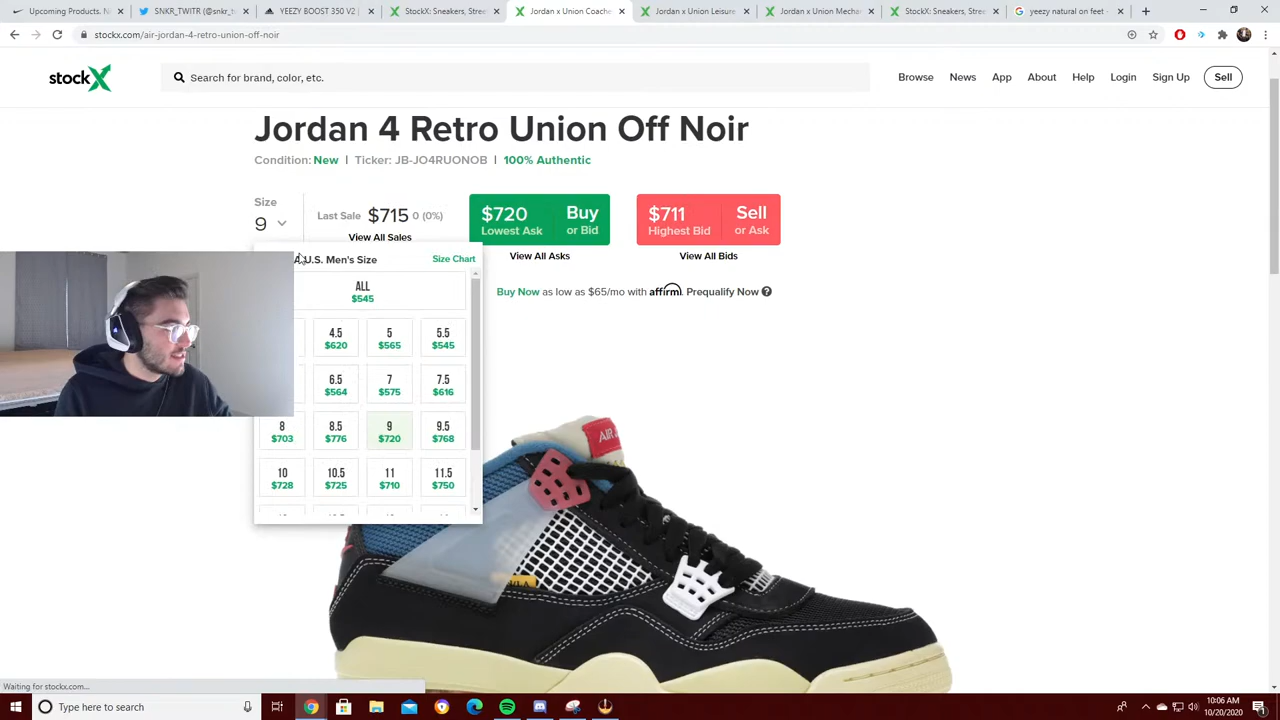 Upcoming Products. N
SNKR_TWITR (@snkr_t
YEEZY BOOST 350 V2
StockX: Sneakers, Stre
Jordan x Union Coache
Jordan x Union Leisure
Jordan x Union Mechan
StockX: Sneakers, Stree
yeezy natural on feet -
stockx.com/air-jordan-4-retro-union-off-noir
stockX
Search for brand, color, etc.
Browse
News
App
About
Help
Login
Sign Up
Sell
Jordan 4 Retro Union Off Noir
Condition: New | Ticker: JB-JO4RUONOB | 100% Authentic
Size
9
Last Sale $715 0 (0%)
View All Sales
$720
Lowest Ask
Buy
or Bid
View All Asks
$711
Highest Bid
Sell
or Ask
View All Bids
Buy Now as low as $65/mo with affirm. Prequalify Now
U.S. Men's Size
Size Chart
ALL
$545
4.5
$620
5
$565
5.5
$545
6.5
$564
7
$575
7.5
$616
8
$703
8.5
$776
9
$720
9.5
$768
10
$728
10.5
$725
11
$710
11.5
$750
AIR
Waiting for stockx.com...
Type here to search
10:06 AM
10/20/2020
1